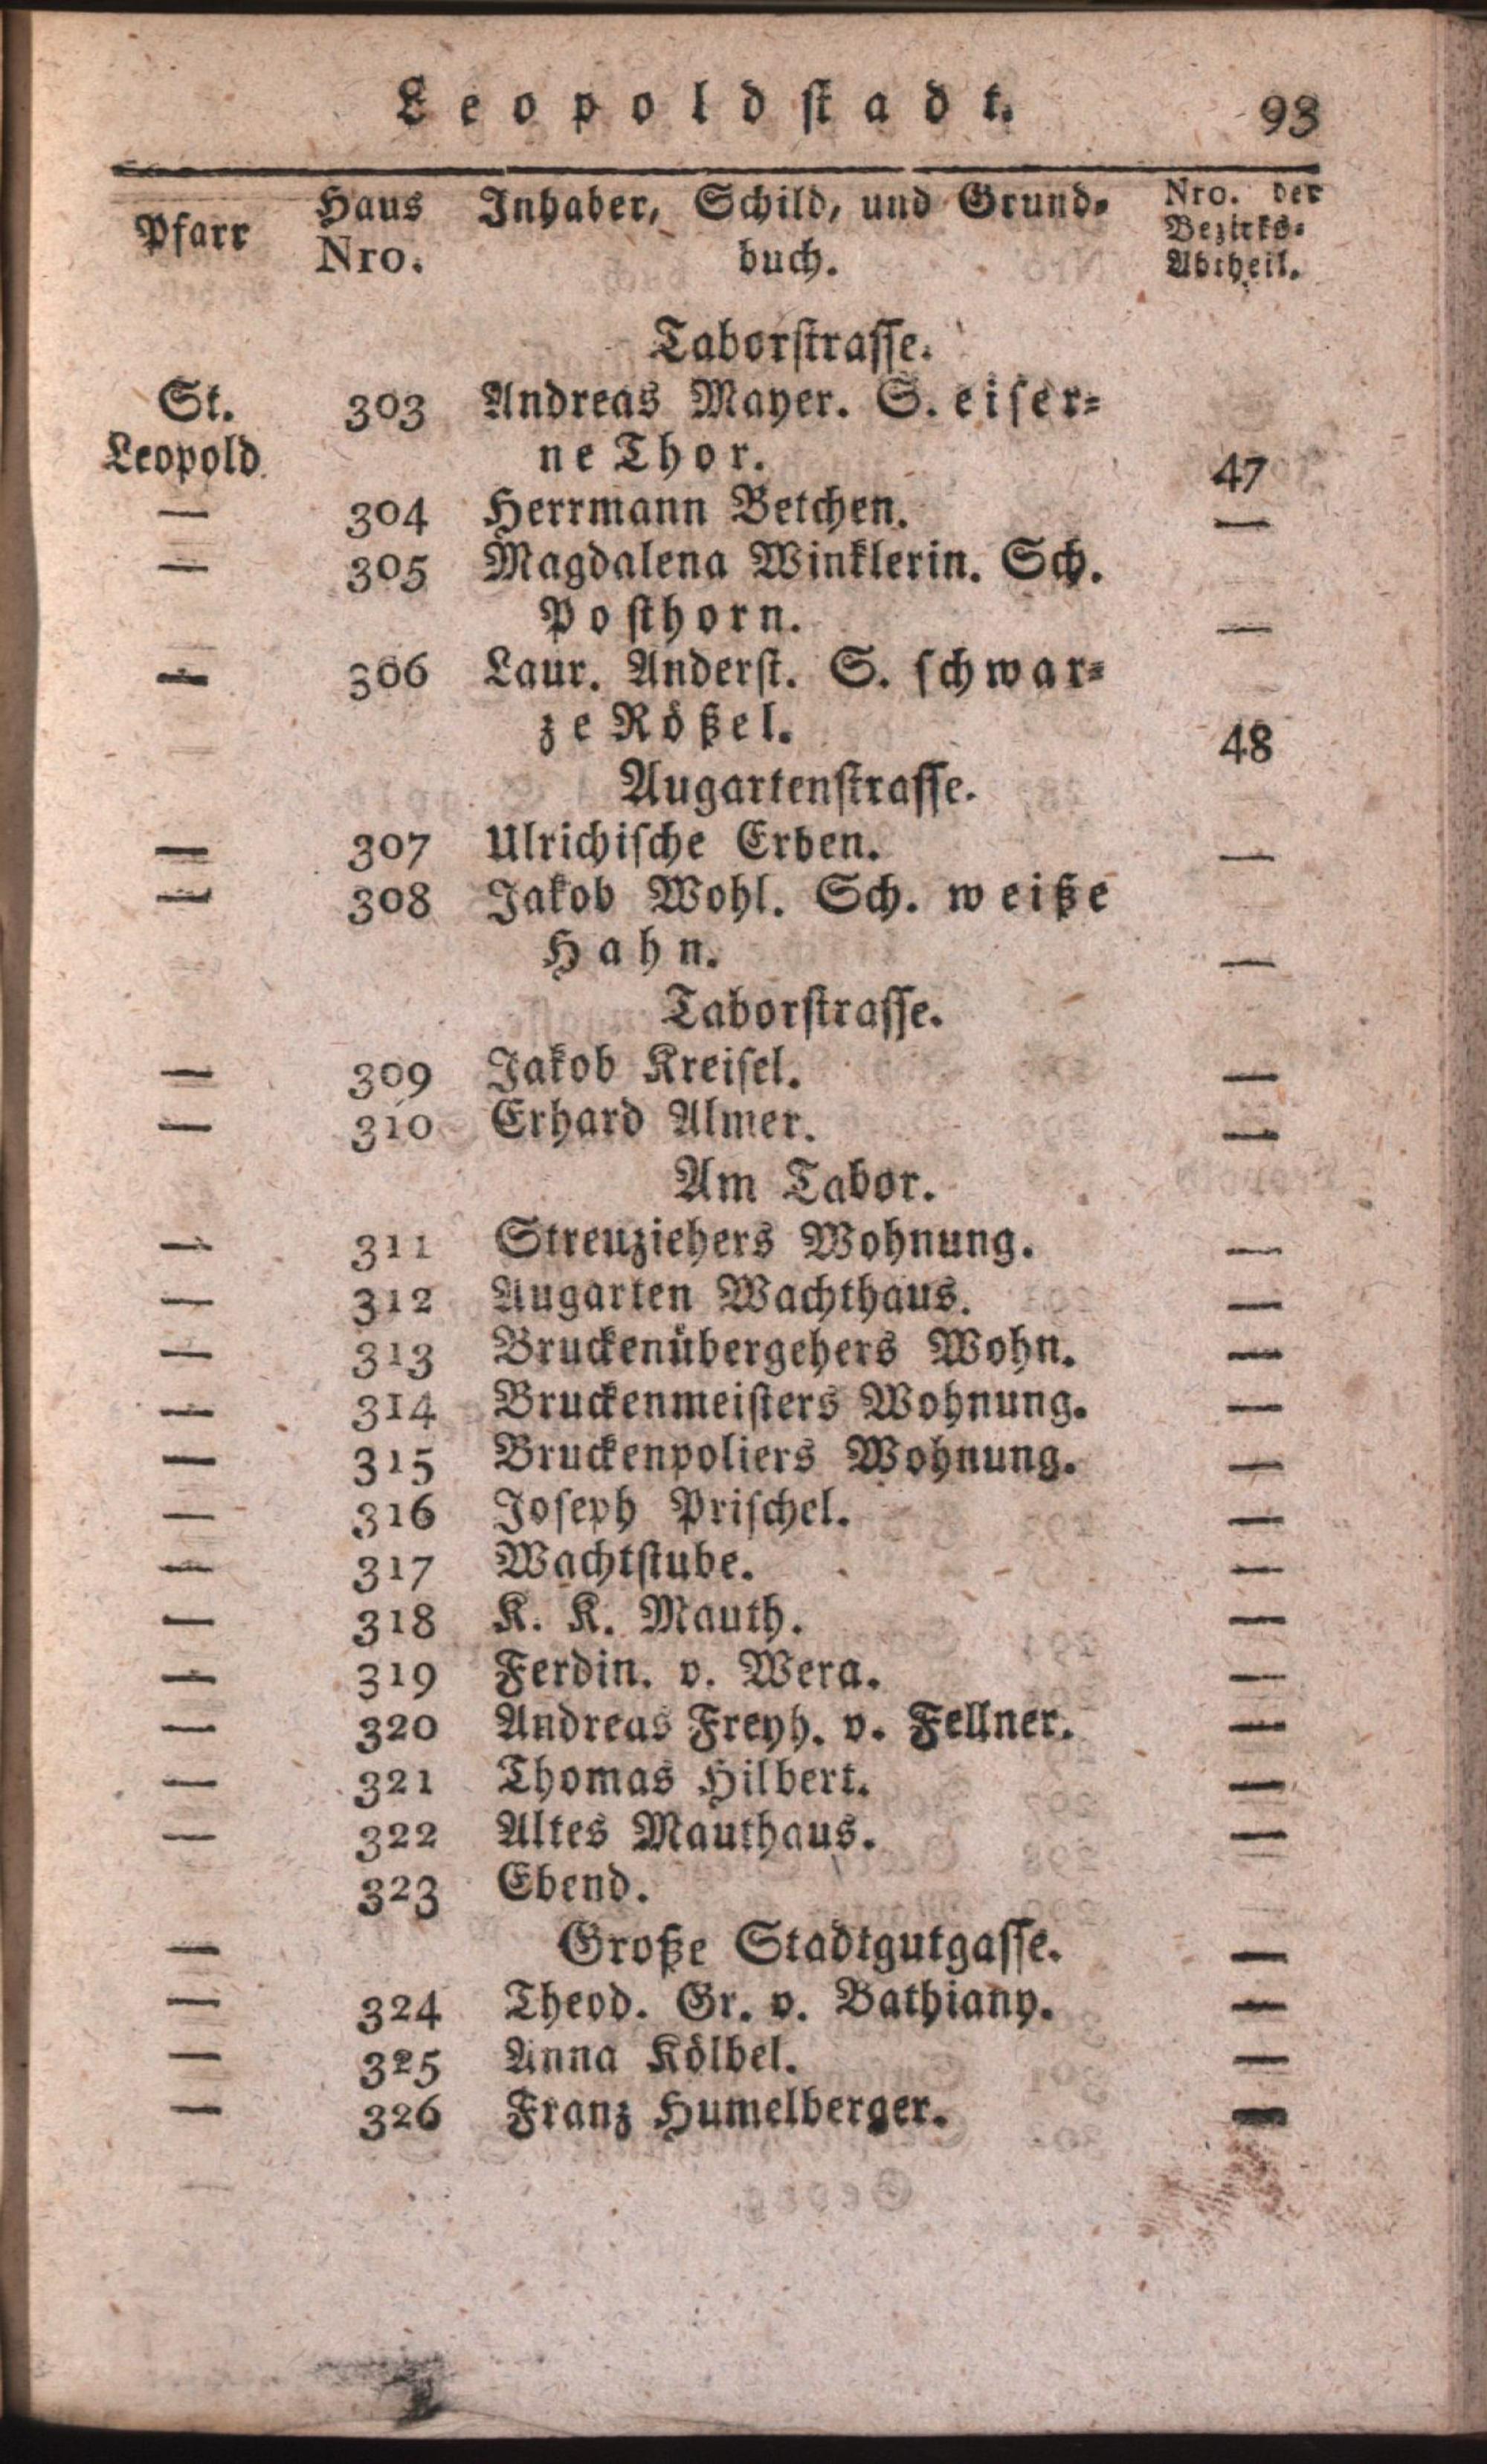 Leopoldstadt. 93
Pfarr Haus Nro. Inhaber, Schild, und Grund-buch. Nro. der Bezirks-Abtheil.
Taborstrasse.
St. 303 Andreas Mayer. S. eiser-
Leopold ne Thor. 47
— 304 Herrmann Betchen. —
— 305 Magdalena Winklerin. Sch.
Posthorn. —
— 306 Laur. Anderst. S. schwar-
ze Rößel. 48
Augartenstrasse.
— 307 Ulrichische Erben. —
— 308 Jakob Wohl. Sch. weiße
Hahn. —
Taborstrasse.
— 309 Jakob Kreisel. —
— 310 Erhard Almer. —
Am Tabor.
— 311 Streuziehers Wohnung. —
— 312 Augarten Wachthaus. —
— 313 Bruckenübergehers Wohn. —
— 314 Bruckenmeisters Wohnung. —
— 315 Bruckenpoliers Wohnung. —
— 316 Joseph Prischel. —
— 317 Wachtstube. —
— 318 K. K. Mauth. —
— 319 Ferdin. v. Wera. —
— 320 Andreas Freyh. v. Fellner. —
— 321 Thomas Hilbert. —
— 322 Altes Mauthaus. —
323 Ebend.
— Große Stadtgutgasse. —
— 324 Theod. Gr. v. Bathiany. —
— 325 Anna Kölbel. —
— 326 Franz Humelberger. —